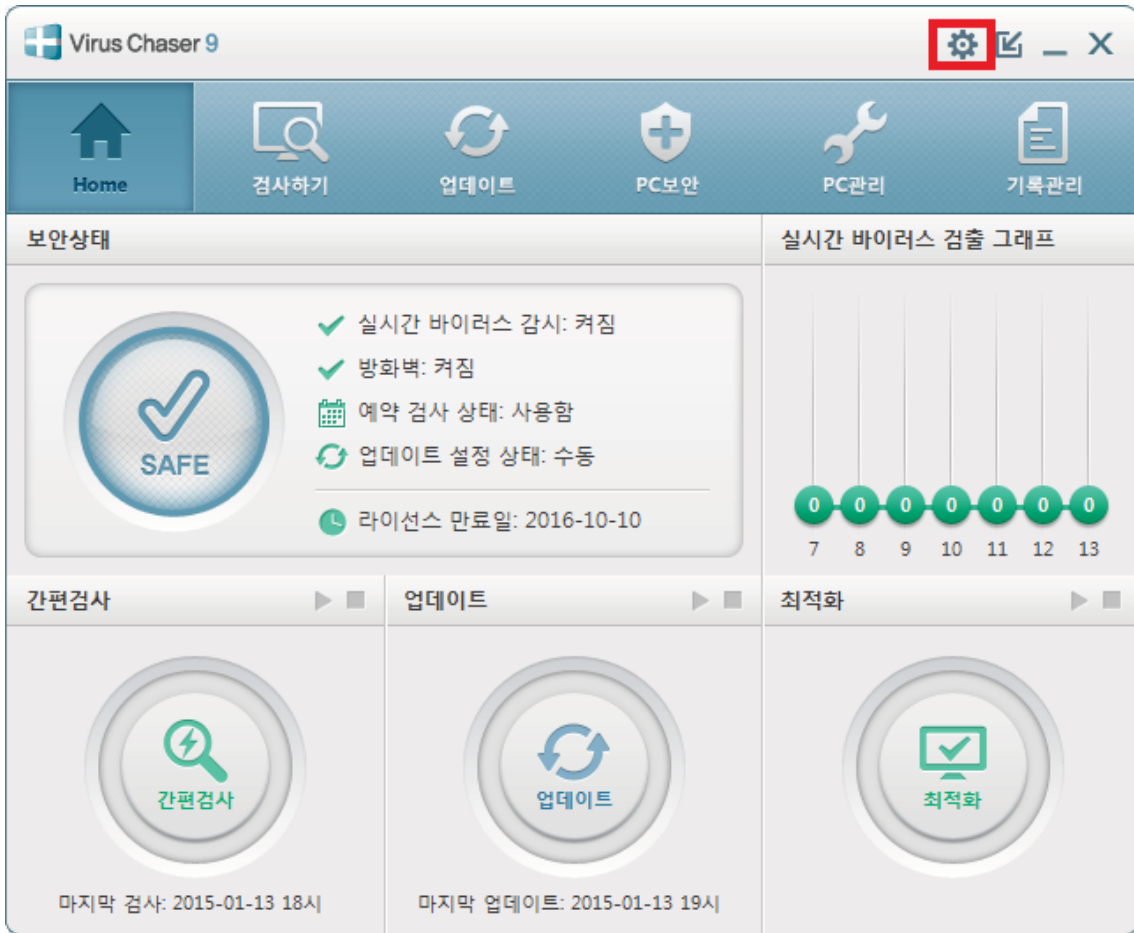 Virus Chaser 9
Home
검사하기
업데이트
PC보안
PC관리
기록관리
보안상태
SAFE
실시간 바이러스 감시: 켜짐
방화벽: 켜짐
예약 검사 상태: 사용함
업데이트 설정 상태: 수동
라이선스 만료일: 2016-10-10
실시간 바이러스 검출 그래프
0 0 0 0 0 0 0
7 8 9 10 11 12 13
간편검사
간편검사
마지막 검사: 2015-01-13 18시
업데이트
업데이트
마지막 업데이트: 2015-01-13 19시
최적화
최적화